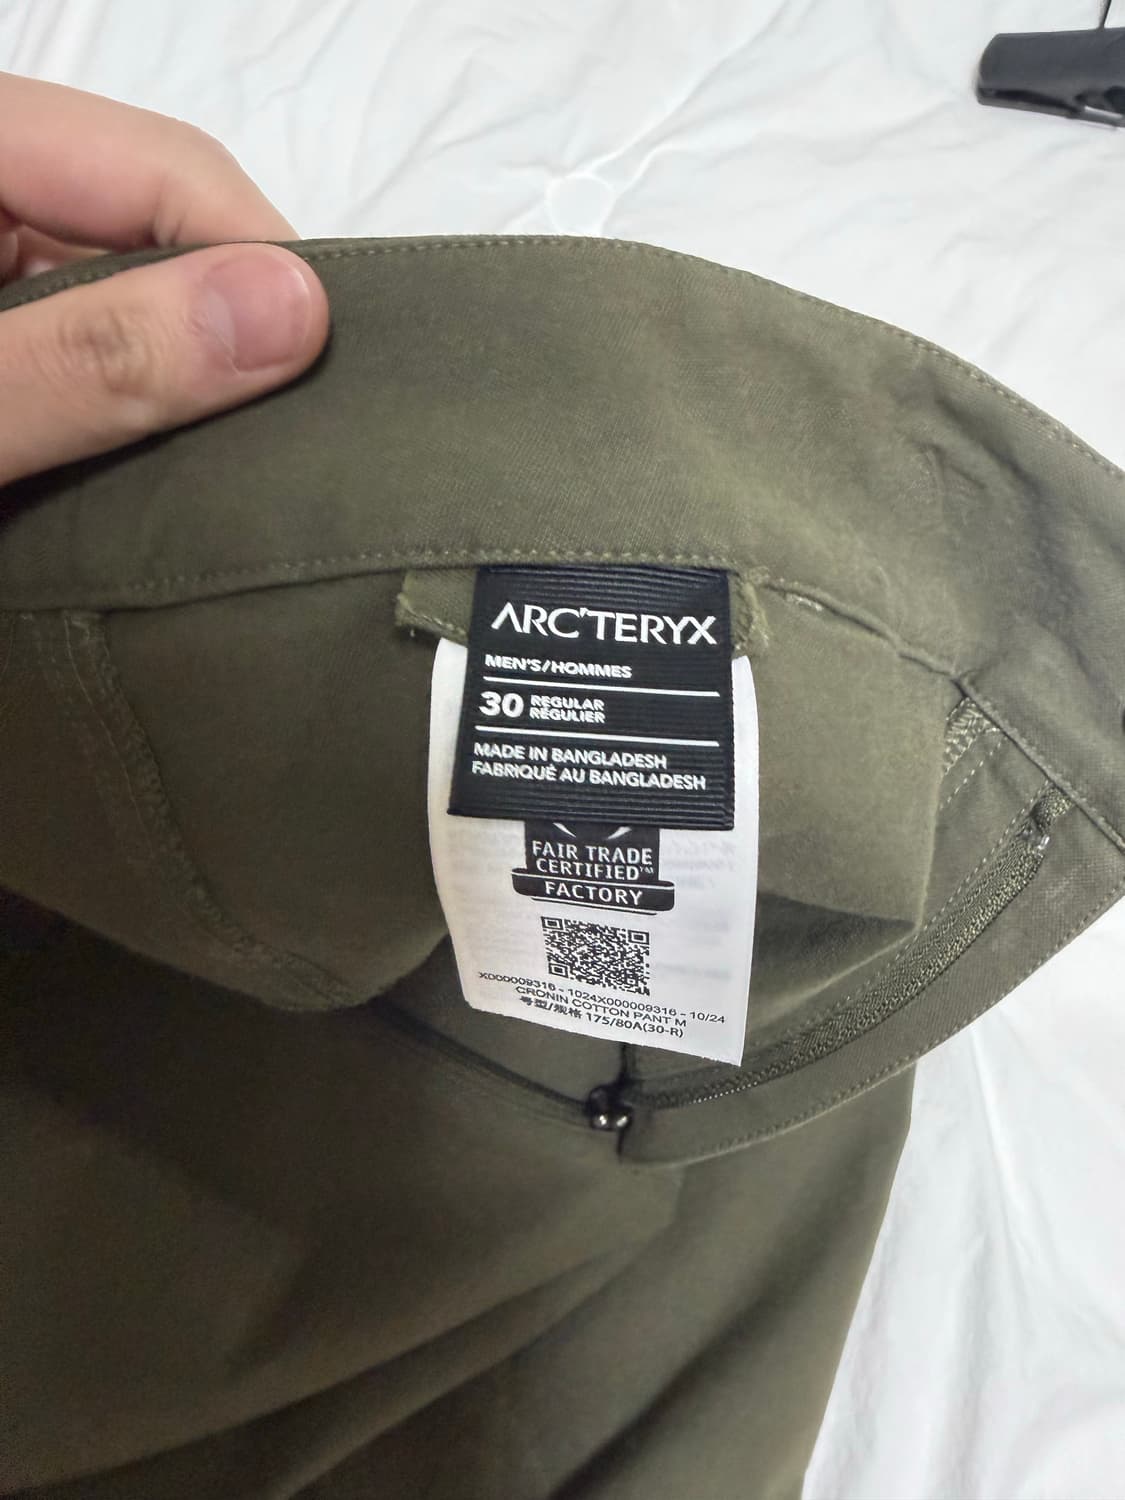 ARC'TERYX
MEN'S/HOMMES
30 REGULAR
RÉGULIER
MADE IN BANGLADESH
FABRIQUÉ AU BANGLADESH
FAIR TRADE
CERTIFIED™
FACTORY
X000009316 - 1024X000009316 - 10/24
CRONIN COTTON PANT M
号型/规格 175/80A(30-R)